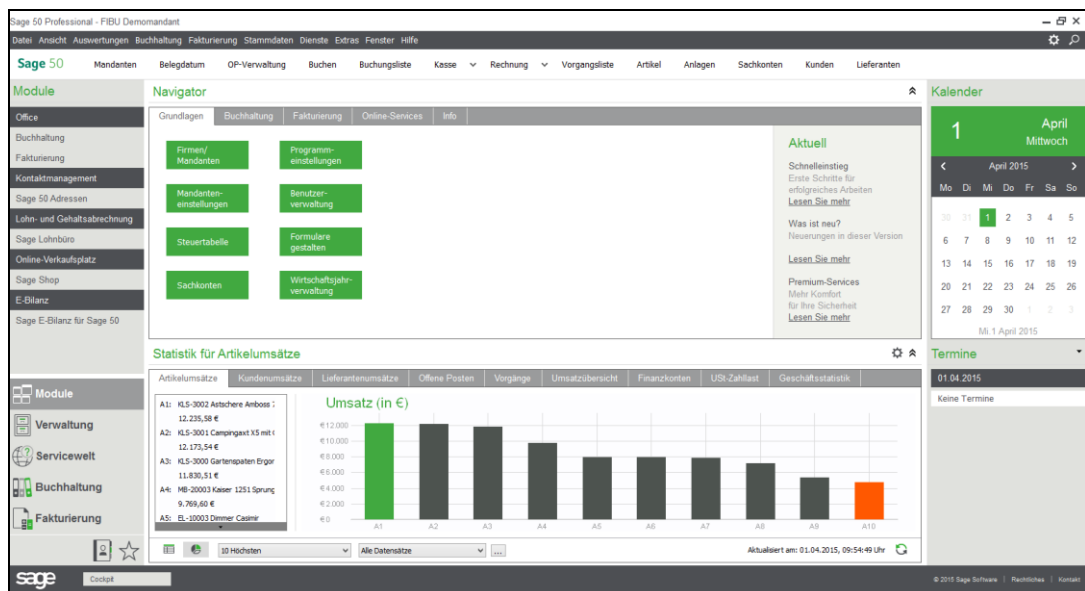 Sage 50 Professional - FIBU Demomandant
Datei Ansicht Auswertungen Buchhaltung Fakturierung Stammdaten Dienste Extras Fenster Hilfe
Sage 50 Mandanten Belegdatum OP-Verwaltung Buchen Buchungsliste Kasse Rechnung Vorgangsliste Artikel Anlagen Sachkonten Kunden Lieferanten
Module
Office
Buchhaltung
Fakturierung
Kontaktmanagement
Sage 50 Adressen
Lohn- und Gehaltsabrechnung
Sage Lohnbüro
Online-Verkaufsplatz
Sage Shop
E-Bilanz
Sage E-Bilanz für Sage 50
Module
Verwaltung
Servicewelt
Buchhaltung
Fakturierung
Navigator
Grundlagen Buchhaltung Fakturierung Online-Services Info
Firmen/
Mandanten
Programm-
einstellungen
Mandanten-
einstellungen
Benutzer-
verwaltung
Steuertabelle
Formulare
gestalten
Sachkonten
Wirtschaftsjahr-
verwaltung
Aktuell
Schnelleinstieg
Erste Schritte für
erfolgreiches Arbeiten
Lesen Sie mehr
Was ist neu?
Neuerungen in dieser Version
Lesen Sie mehr
Premium-Services
Mehr Komfort
für Ihre Sicherheit
Lesen Sie mehr
Statistik für Artikelumsätze
Artikelumsätze Kundenumsätze Lieferantenumsätze Offene Posten Vorgänge Umsatzübersicht Finanzkonten USt-Zahllast Geschäftsstatistik
A1: KLS-3002 Astschere Amboss
12.235,58 €
A2: KLS-3001 Campingaxt X5 mit
12.173,54 €
A3: KLS-3000 Gartenspaten Ergor
11.830,51 €
A4: MB-20003 Kaiser 1251 Sprung
9.769,60 €
A5: EL-10003 Dimmer Casimir
Umsatz (in €)
€12.000
€10.000
€8.000
€6.000
€4.000
€2.000
€0
A1 A2 A3 A4 A5 A6 A7 A8 A9 A10
10 Höchsten Alle Datensätze ... Aktualisiert am: 01.04.2015, 09:54:49 Uhr
Kalender
1 April
Mittwoch
April 2015
Mo Di Mi Do Fr Sa So
30 31 1 2 3 4 5
6 7 8 9 10 11 12
13 14 15 16 17 18 19
20 21 22 23 24 25 26
27 28 29 30 1 2 3
Mi. 1 April 2015
Termine
01.04.2015
Keine Termine
sage Cockpit © 2015 Sage Software | Rechtliches | Kontakt